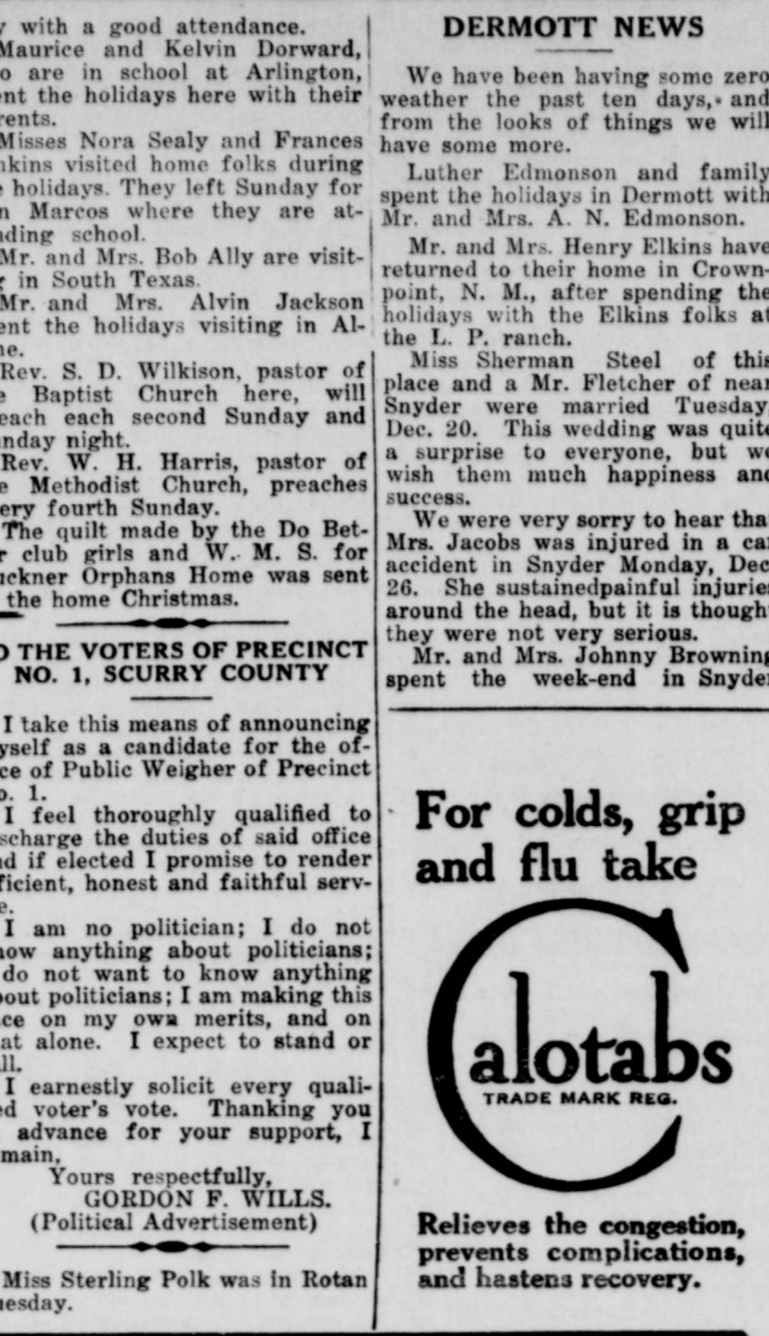 with a good attendance.
Maurice and Kelvin Dorward,
o are in school at Arlington,
ent the holidays here with their
rents.
Misses Nora Sealy and Frances
nkins visited home folks during
e holidays. They left Sunday for
n Marcos where they are at-
nding school.
Mr. and Mrs. Bob Ally are visit-
g in South Texas.
Mr. and Mrs. Alvin Jackson
ent the holidays visiting in Al-
ne.
Rev. S. D. Wilkison, pastor of
e Baptist Church here, will
each each second Sunday and
unday night.
Rev. W. H. Harris, pastor of
e Methodist Church, preaches
ery fourth Sunday.
The quilt made by the Do Bet-
r club girls and W. M. S. for
uckner Orphans Home was sent
the home Christmas.
O THE VOTERS OF PRECINCT
NO. 1, SCURRY COUNTY
I take this means of announcing
yself as a candidate for the of-
ce of Public Weigher of Precinct
o. 1.
I feel thoroughly qualified to
scharge the duties of said office
nd if elected I promise to render
ficient, honest and faithful serv-
e.
I am no politician; I do not
now anything about politicians;
do not want to know anything
bout politicians; I am making this
ce on my own merits, and on
at alone. I expect to stand or
ll.
I earnestly solicit every quali-
ed voter's vote. Thanking you
advance for your support, I
main,
Yours respectfully,
GORDON F. WILLS.
(Political Advertisement)
Miss Sterling Polk was in Rotan
uesday.
DERMOTT NEWS
We have been having some zero
weather the past ten days, and
from the looks of things we will
have some more.
Luther Edmonson and family
spent the holidays in Dermott with
Mr. and Mrs. A. N. Edmonson.
Mr. and Mrs. Henry Elkins have
returned to their home in Crown-
point, N. M., after spending the
holidays with the Elkins folks at
the L. P. ranch.
Miss Sherman Steel of this
place and a Mr. Fletcher of near
Snyder were married Tuesday
Dec. 20. This wedding was quite
a surprise to everyone, but we
wish them much happiness and
success.
We were very sorry to hear tha
Mrs. Jacobs was injured in a car
accident in Snyder Monday, Dec
26. She sustainedpainful injuries
around the head, but it is though
they were not very serious.
Mr. and Mrs. Johnny Browning
spent the week-end in Snyder
For colds, grip
and flu take
Calotabs
TRADE MARK REG.
Relieves the congestion,
prevents complications,
and hastens recovery.